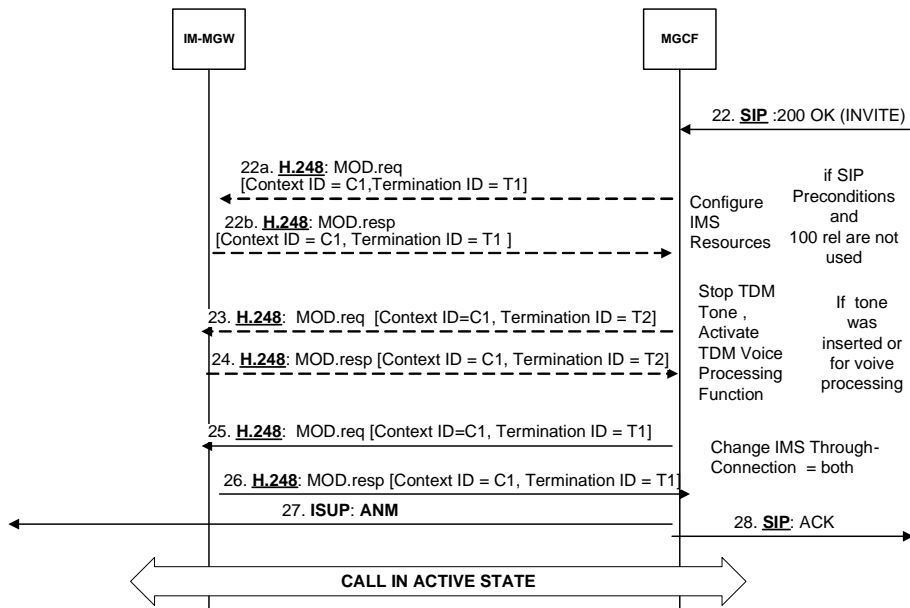 IM-MGW
MGCF
22. SIP :200 OK (INVITE)
22a. H.248: MOD.req
[Context ID = C1,Termination ID = T1]
22b. H.248: MOD.resp
[Context ID = C1, Termination ID = T1 ]
Configure
IMS
Resources
if SIP
Preconditions
and
100 rel are not
used
23. H.248: MOD.req [Context ID=C1, Termination ID = T2]
24. H.248: MOD.resp [Context ID = C1, Termination ID = T2]
Stop TDM
Tone ,
Activate
TDM Voice
Processing
Function
If tone
was
inserted or
for voive
processing
25. H.248: MOD.req [Context ID=C1, Termination ID = T1]
26. H.248: MOD.resp [Context ID = C1, Termination ID = T1]
Change IMS Through-
Connection = both
27. ISUP: ANM
28. SIP: ACK
CALL IN ACTIVE STATE